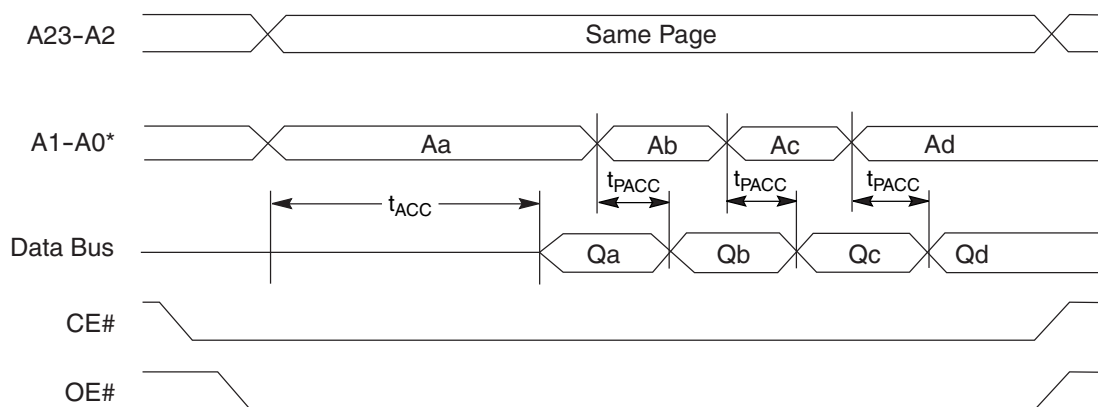 A23-A2 Same Page
A1-A0* Aa Ab Ac Ad
tPACC tPACC tPACC
tACC
Data Bus Qa Qb Qc Qd
CE#
OE#